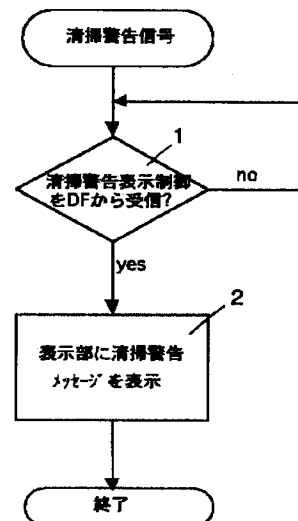 清掃警告信号
1
清掃警告表示制御
をDFから受信?
no
yes
2
表示部に清掃警告
ﾒｯｾｰｼﾞを表示
終了